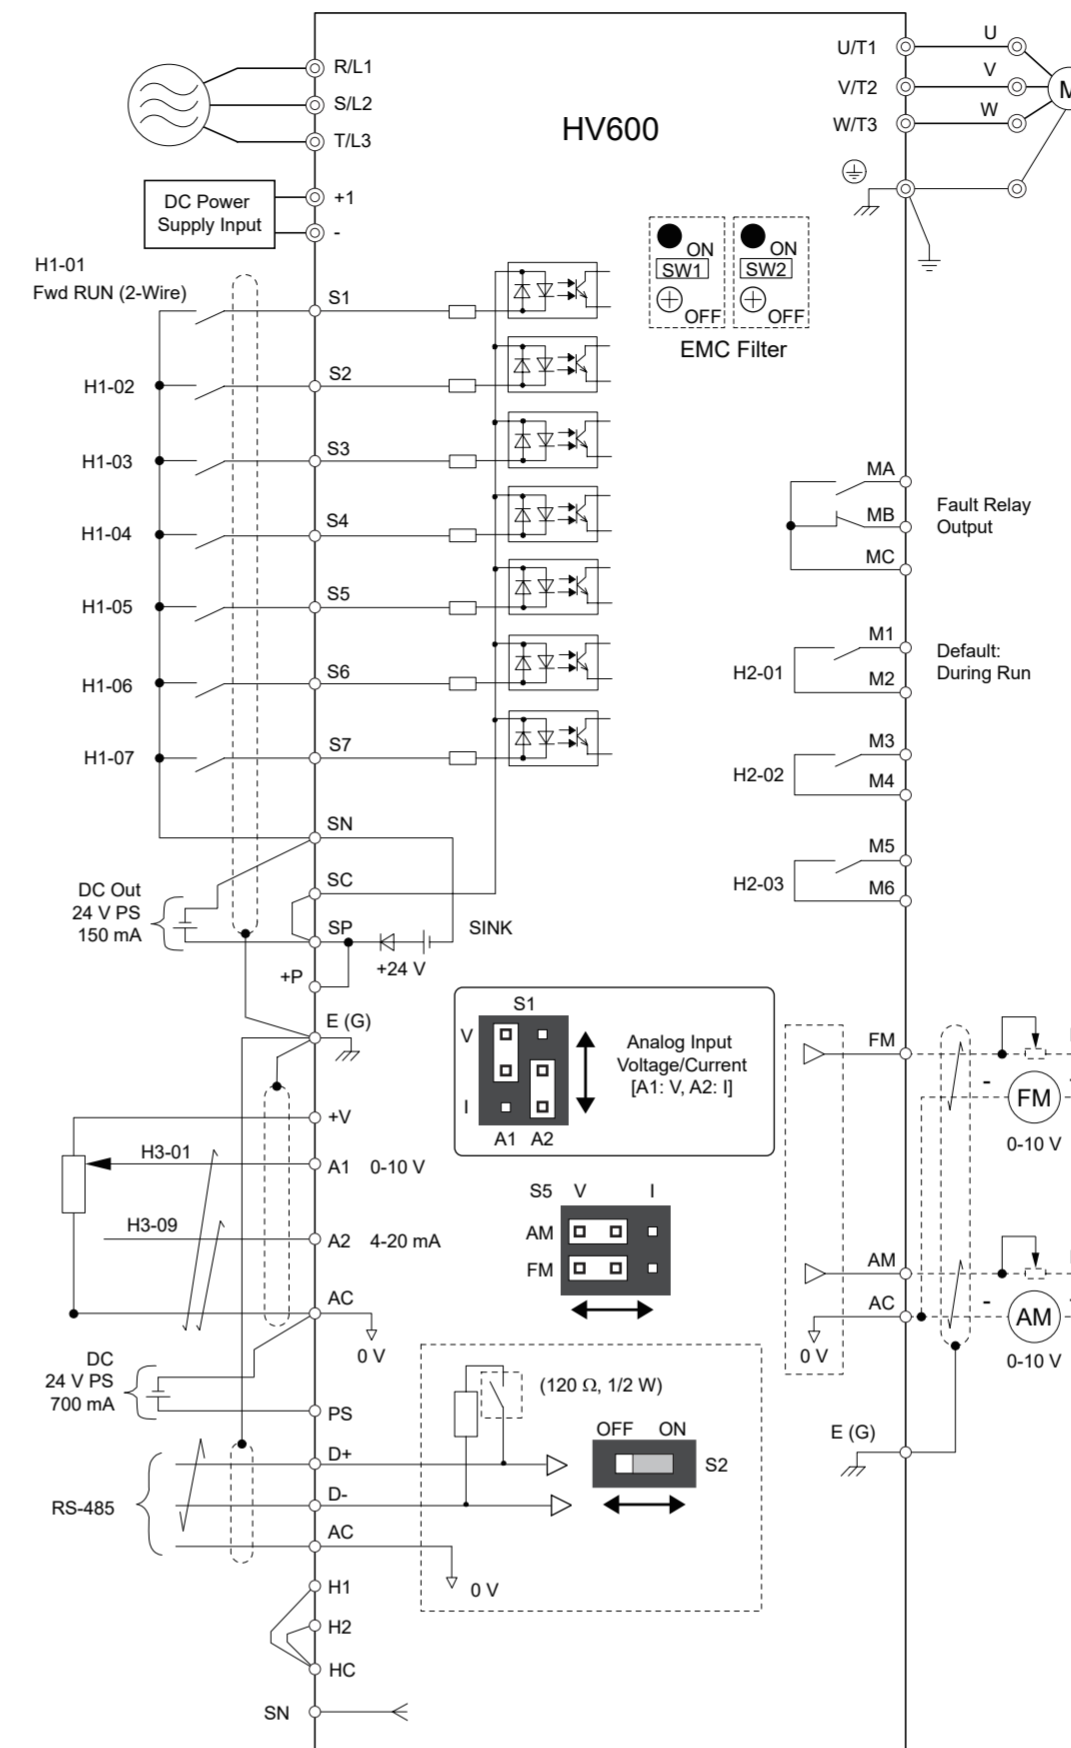 HV600
R/L1
S/L2
T/L3
DC Power
Supply Input
+1
-
U/T1
V/T2
W/T3
U
V
W
ON
SW1
OFF
ON
SW2
OFF
EMC Filter
H1-01
Fwd RUN (2-Wire)
S1
H1-02
S2
H1-03
S3
H1-04
S4
H1-05
S5
H1-06
S6
H1-07
S7
SN
SC
DC Out
24 V PS
150 mA
SP
SINK
+24 V
+P
E (G)
MA
MB
MC
Fault Relay
Output
M1
M2
H2-01
Default:
During Run
M3
M4
H2-02
M5
M6
H2-03
S1
V
I
A1 A2
Analog Input
Voltage/Current
[A1: V, A2: I]
+V
H3-01
A1 0-10 V
H3-09
A2 4-20 mA
AC
0 V
S5 V I
AM
FM
FM
-
FM
0-10 V
AM
AC
0 V
-
AM
0-10 V
E (G)
DC
24 V PS
700 mA
PS
RS-485
D+
D-
AC
(120 Ω, 1/2 W)
OFF ON
S2
0 V
H1
H2
HC
SN